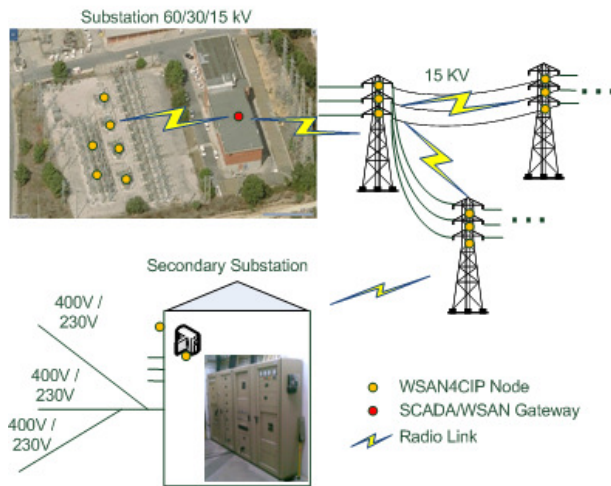 Substation 60/30/15 kV
15 KV
Secondary Substation
400V /
230V
400V /
230V
400V /
230V
WSAN4CIP Node
SCADA/WSAN Gateway
Radio Link